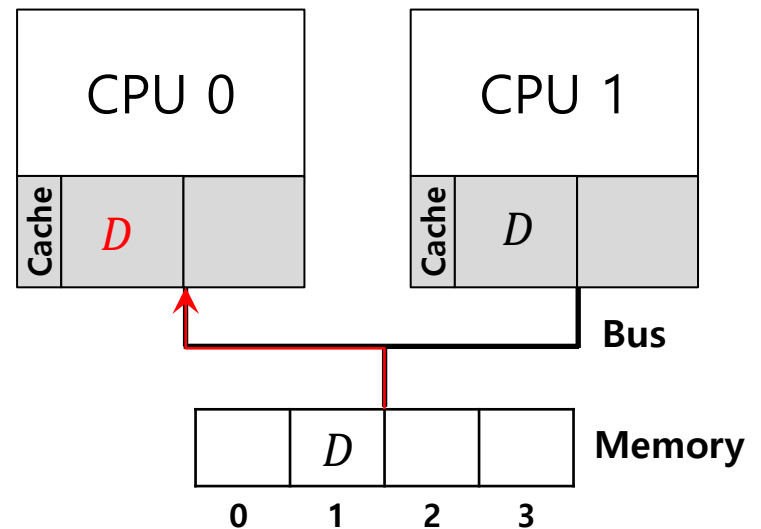 CPU 0
CPU 1
Cache
D
Cache
D
Bus
D
Memory
0 1 2 3